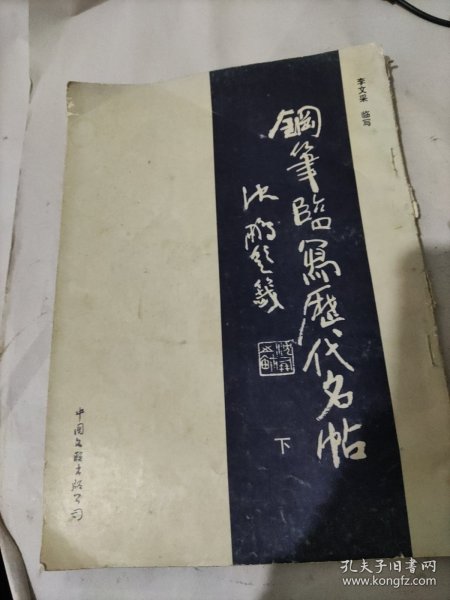 李文采 临写
鋼筆臨寫歷代名帖
下
沈鹏題籤
中国文联出版公司
孔夫子旧书网
www.kongfz.com